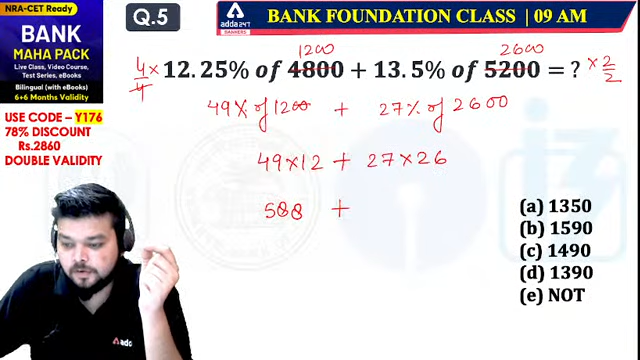 NRA-CET Ready
BANK
MAHA PACK
Live Class, Video Course,
Test Series, eBooks
Bilingual (with eBooks)
6+6 Months Validity
USE CODE - Y176
78% DISCOUNT
Rs.2860
DOUBLE VALIDITY
Q.5
adda247
BANKERS
BANK FOUNDATION CLASS | 09 AM
1200 2600
4/4 × 12.25% of 4800 + 13.5% of 5200 = ? × 2/2
49% of 1200 + 27% of 2600
49×12 + 27×26
588 +
(a) 1350
(b) 1590
(c) 1490
(d) 1390
(e) NOT
adda